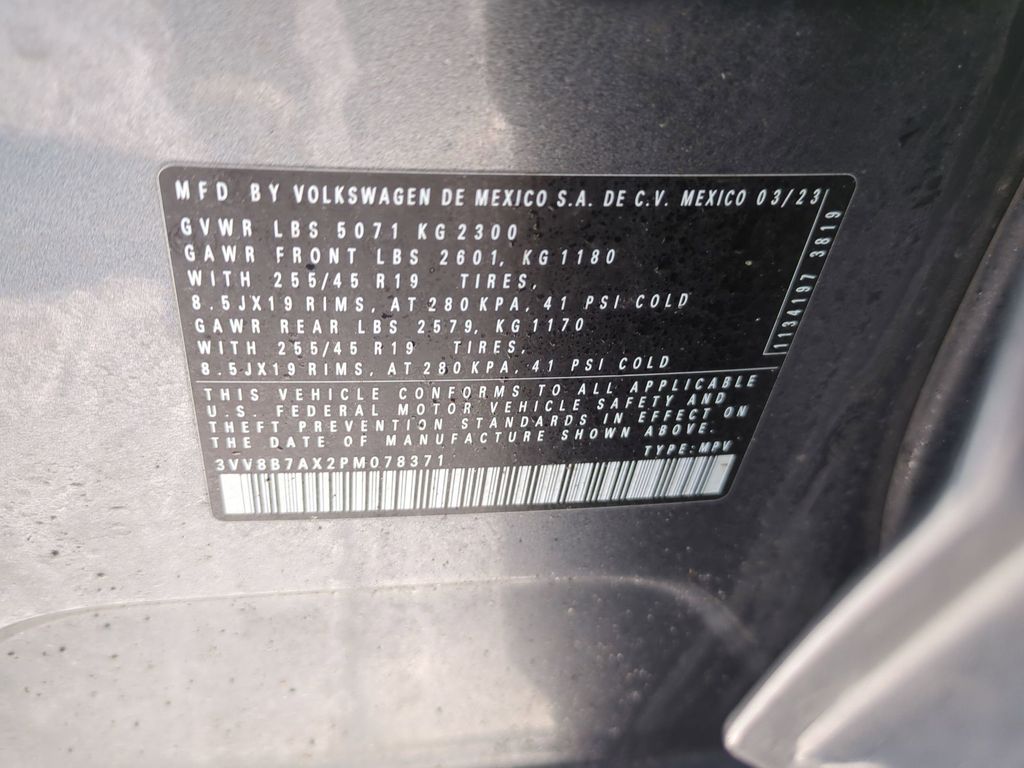 MFD BY VOLKSWAGEN DE MEXICO S.A. DE C.V. MEXICO 03/23
GVWR LBS 5071 KG 2300
GAWR FRONT LBS 2601, KG 1180
WITH 255/45 R19 TIRES,
8.5JX19 RIMS, AT 280 KPA, 41 PSI COLD
GAWR REAR LBS 2579, KG 1170
WITH 255/45 R19 TIRES,
8.5JX19 RIMS, AT 280 KPA, 41 PSI COLD
1134197 3819
THIS VEHICLE CONFORMS TO ALL APPLICABLE
U.S. FEDERAL MOTOR VEHICLE SAFETY AND
THEFT PREVENTION STANDARDS IN EFFECT ON
THE DATE OF MANUFACTURE SHOWN ABOVE.
3VV8B7AX2PM078371 TYPE: MPV